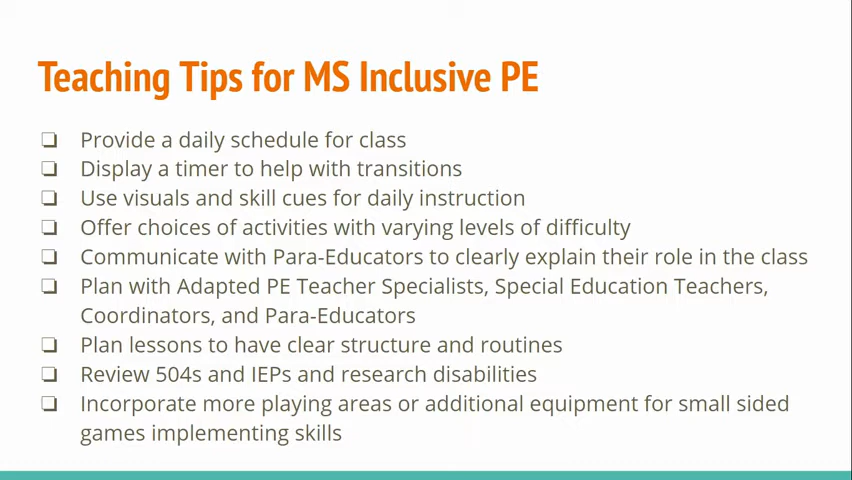 Teaching Tips for MS Inclusive PE
❏ Provide a daily schedule for class
❏ Display a timer to help with transitions
❏ Use visuals and skill cues for daily instruction
❏ Offer choices of activities with varying levels of difficulty
❏ Communicate with Para-Educators to clearly explain their role in the class
❏ Plan with Adapted PE Teacher Specialists, Special Education Teachers,
Coordinators, and Para-Educators
❏ Plan lessons to have clear structure and routines
❏ Review 504s and IEPs and research disabilities
❏ Incorporate more playing areas or additional equipment for small sided
games implementing skills